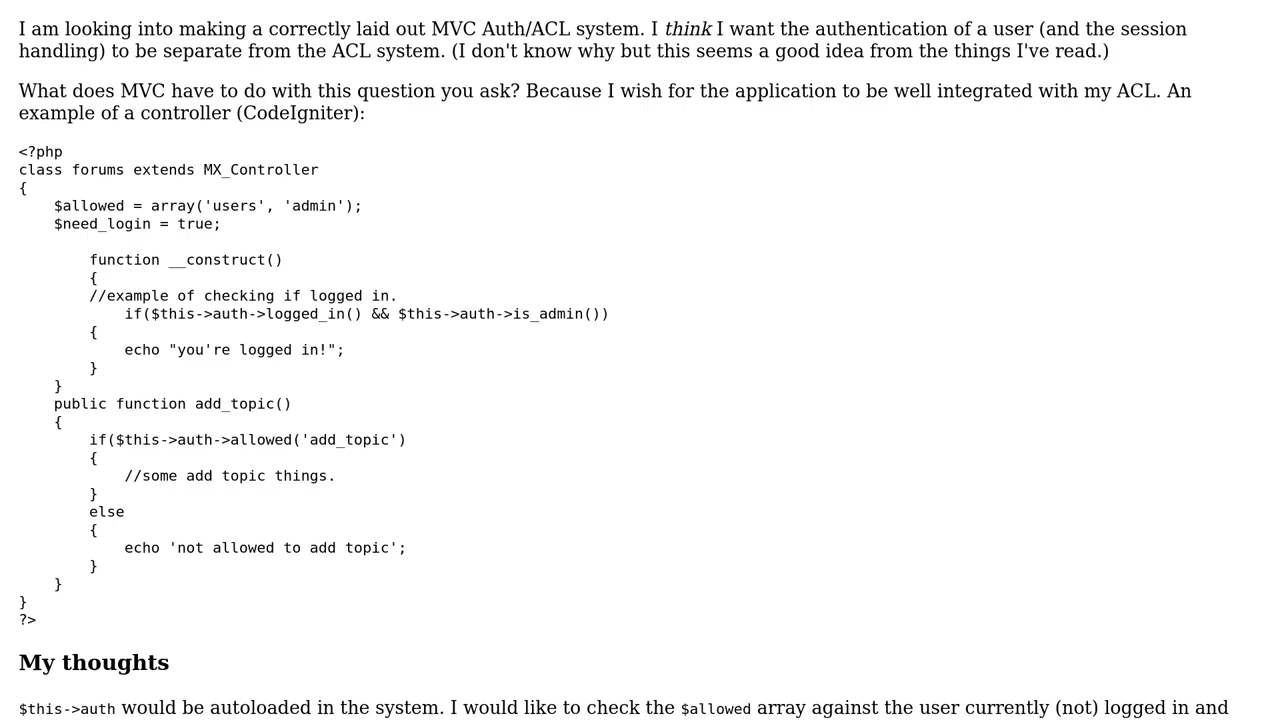 I am looking into making a correctly laid out MVC Auth/ACL system. I think I want the authentication of a user (and the session
handling) to be separate from the ACL system. (I don't know why but this seems a good idea from the things I've read.)
What does MVC have to do with this question you ask? Because I wish for the application to be well integrated with my ACL. An
example of a controller (CodeIgniter):
<?php
class forums extends MX_Controller
{
    $allowed = array('users', 'admin');
    $need_login = true;

        function __construct()
        {
        //example of checking if logged in.
            if($this->auth->logged_in() && $this->auth->is_admin())
        {
            echo "you're logged in!";
        }
    }
    public function add_topic()
    {
        if($this->auth->allowed('add_topic')
        {
            //some add topic things.
        }
        else
        {
            echo 'not allowed to add topic';
        }
    }
}
?>
My thoughts
$this->auth would be autoloaded in the system. I would like to check the $allowed array against the user currently (not) logged in and